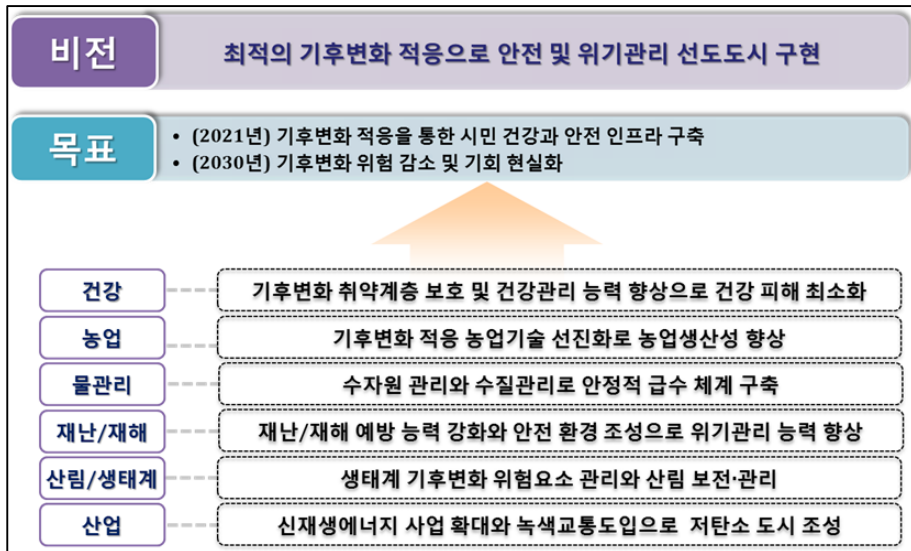 비전
최적의 기후변화 적응으로 안전 및 위기관리 선도도시 구현
목표
• (2021년) 기후변화 적응을 통한 시민 건강과 안전 인프라 구축
• (2030년) 기후변화 위험 감소 및 기회 현실화
건강
기후변화 취약계층 보호 및 건강관리 능력 향상으로 건강 피해 최소화
농업
기후변화 적응 농업기술 선진화로 농업생산성 향상
물관리
수자원 관리와 수질관리로 안정적 급수 체계 구축
재난/재해
재난/재해 예방 능력 강화와 안전 환경 조성으로 위기관리 능력 향상
산림/생태계
생태계 기후변화 위험요소 관리와 산림 보전·관리
산업
신재생에너지 사업 확대와 녹색교통도입으로 저탄소 도시 조성